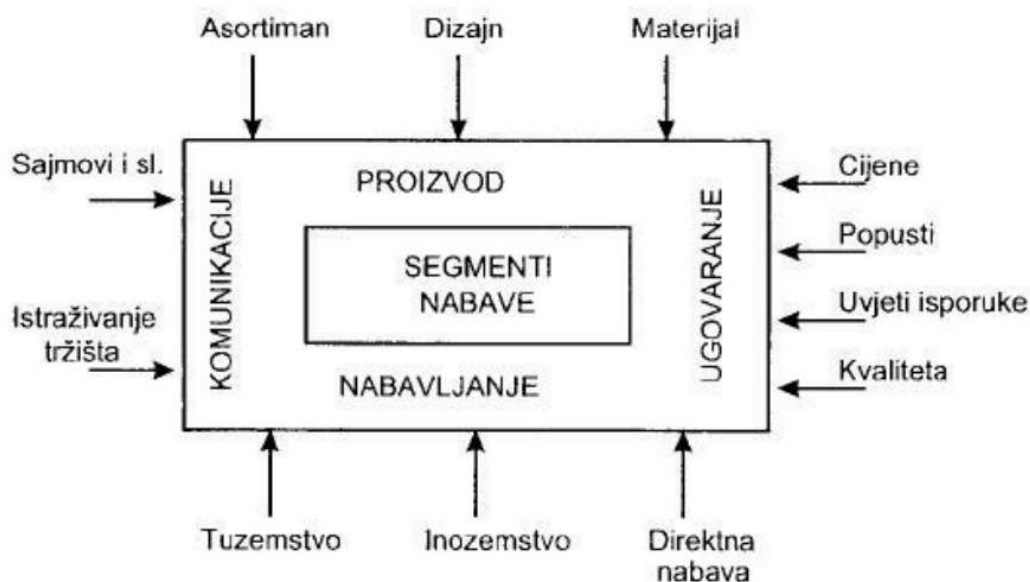 Asortiman
Dizajn
Materijal
Sajmovi i sl.
Istraživanje
tržišta
KOMUNIKACIJE
PROIZVOD
SEGMENTI
NABAVE
NABAVLJANJE
UGOVARANJE
Cijene
Popusti
Uvjeti isporuke
Kvaliteta
Tuzemstvo
Inozemstvo
Direktna
nabava